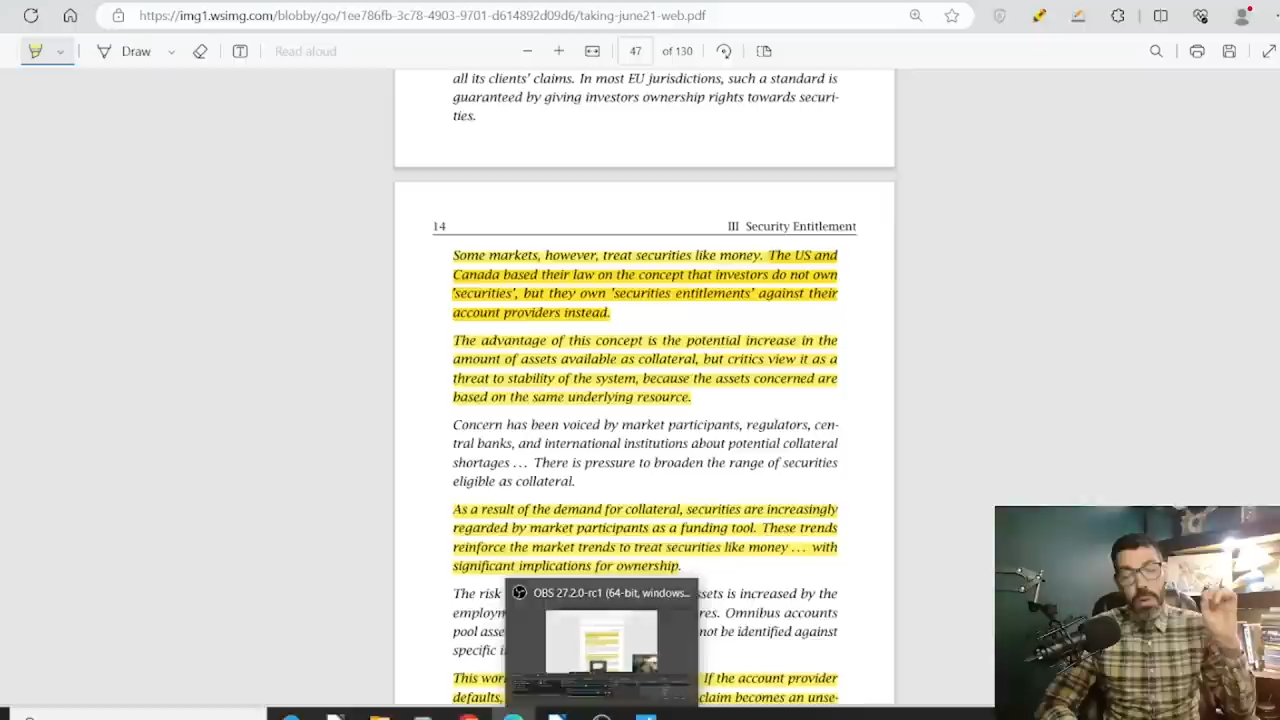 https://img1.wsimg.com/blobby/go/1ee786fb-3c78-4903-9701-d614892d09d6/taking-june21-web.pdf
Draw
Read aloud
47
of 130
all its clients' claims. In most EU jurisdictions, such a standard is
guaranteed by giving investors ownership rights towards securi-
ties.
14
III Security Entitlement
Some markets, however, treat securities like money. The US and
Canada based their law on the concept that investors do not own
'securities', but they own 'securities entitlements' against their
account providers instead.
The advantage of this concept is the potential increase in the
amount of assets available as collateral, but critics view it as a
threat to stability of the system, because the assets concerned are
based on the same underlying resource.
Concern has been voiced by market participants, regulators, cen-
tral banks, and international institutions about potential collateral
shortages ... There is pressure to broaden the range of securities
eligible as collateral.
As a result of the demand for collateral, securities are increasingly
regarded by market participants as a funding tool. These trends
reinforce the market trends to treat securities like money ... with
significant implications for ownership.
OBS 27.2.0-rc1 (64-bit, windows...
The risk
sets is increased by the
employm
res. Omnibus accounts
pool asse
not be identified against
specific i
This wor
If the account provider
defaults,
claim becomes an unse-